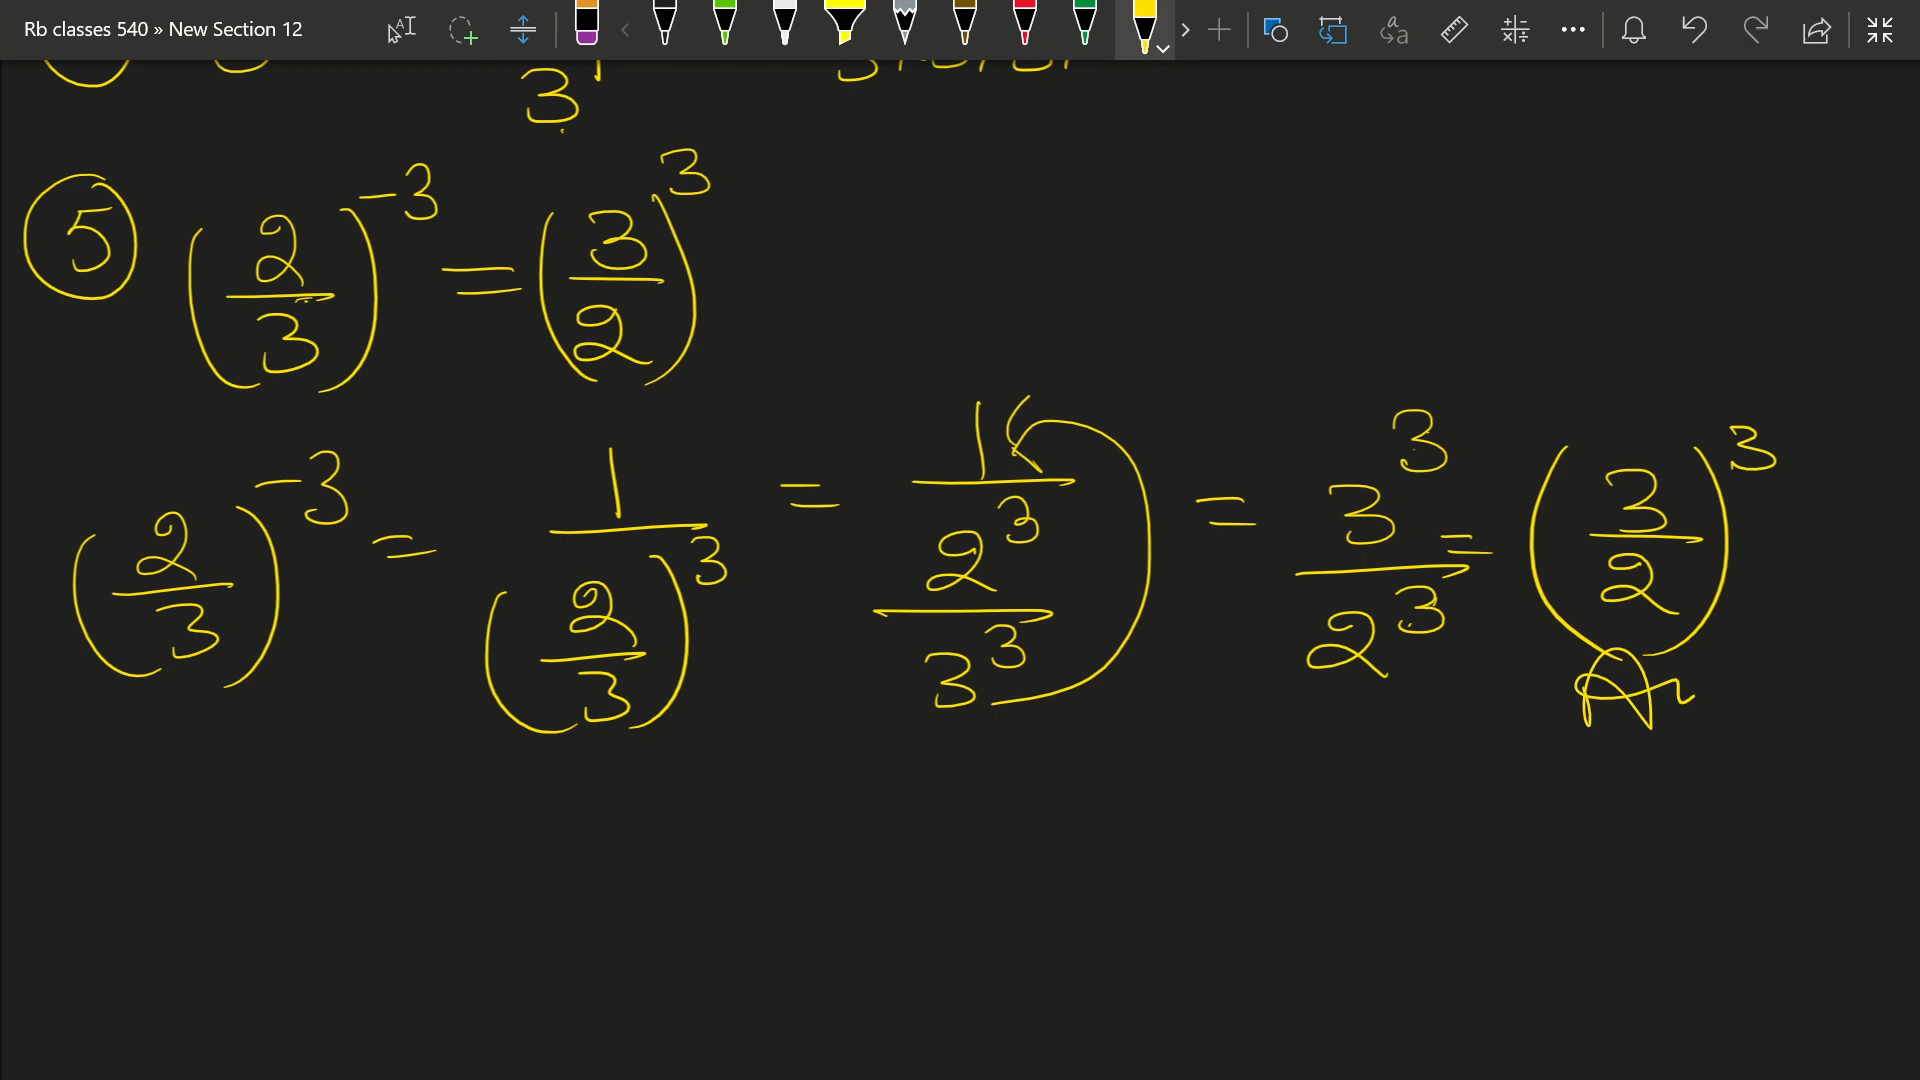 Rb classes 540 » New Section 12
3
5 (2/3)^-3 = (3/2)^3
(2/3)^-3 = 1/(2/3)^3 = 1/(2^3/3^3) = 3^3/2^3 = (3/2)^3